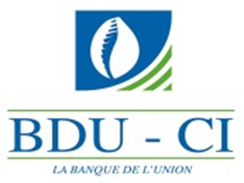 BDU - CI
LA BANQUE DE L'UNION